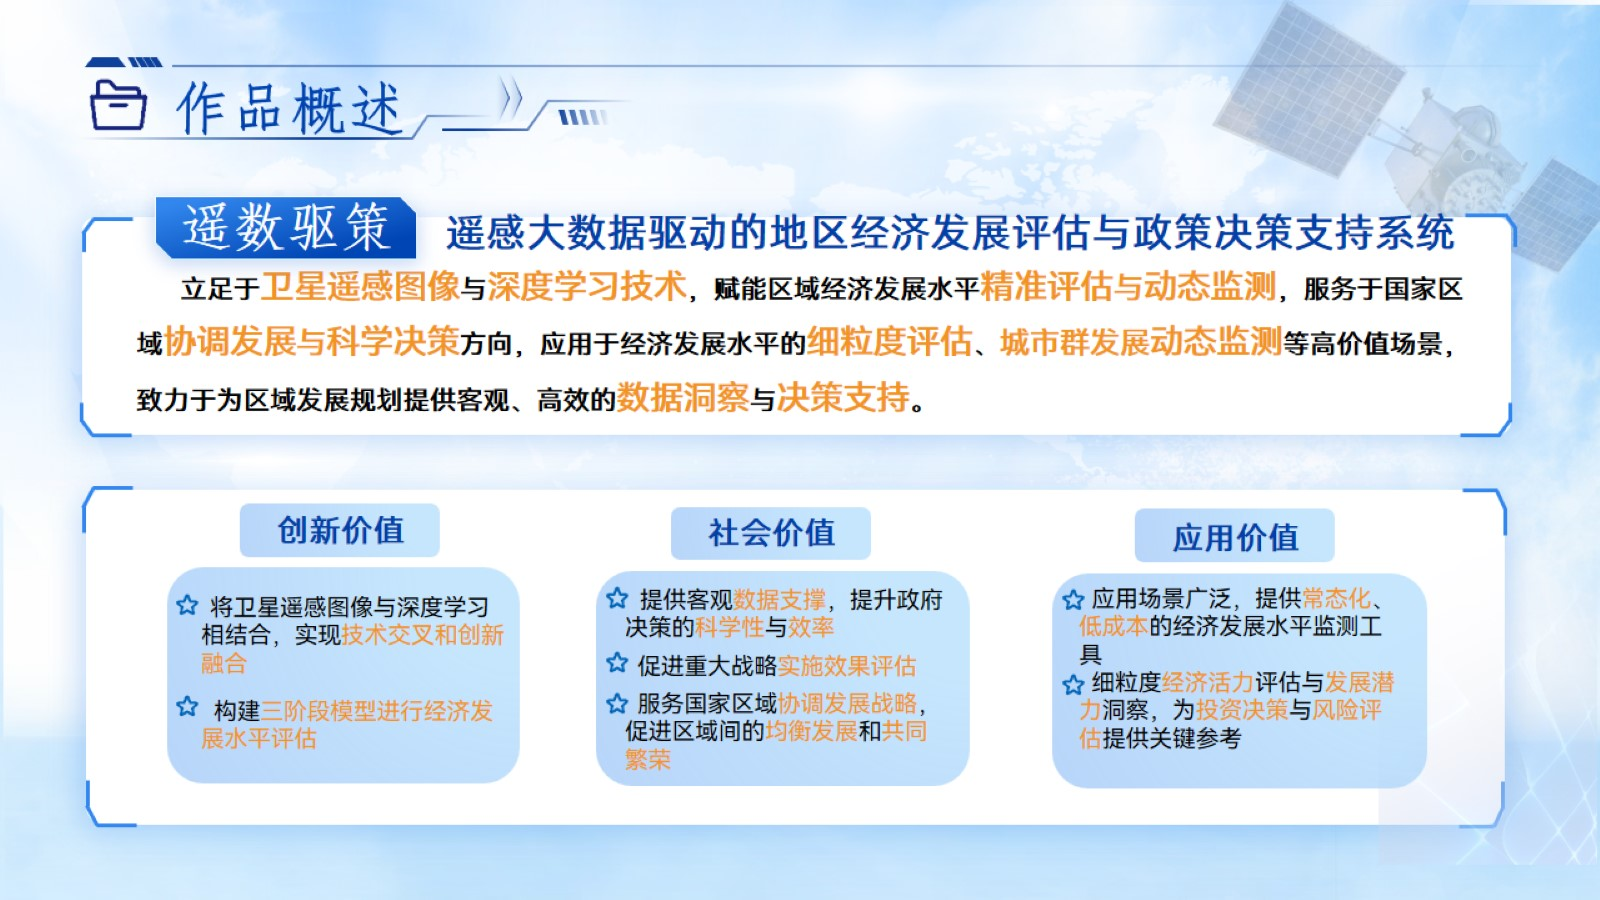 作品概述
遥数驱策
遥感大数据驱动的地区经济发展评估与政策决策支持系统
立足于卫星遥感图像与深度学习技术，赋能区域经济发展水平精准评估与动态监测，服务于国家区
域协调发展与科学决策方向，应用于经济发展水平的细粒度评估、城市群发展动态监测等高价值场景，
致力于为区域发展规划提供客观、高效的数据洞察与决策支持。
创新价值
将卫星遥感图像与深度学习
相结合，实现技术交叉和创新
融合
构建三阶段模型进行经济发
展水平评估
社会价值
提供客观数据支撑，提升政府
决策的科学性与效率
促进重大战略实施效果评估
服务国家区域协调发展战略，
促进区域间的均衡发展和共同
繁荣
应用价值
应用场景广泛，提供常态化、
低成本的经济发展水平监测工
具
细粒度经济活力评估与发展潜
力洞察，为投资决策与风险评
估提供关键参考